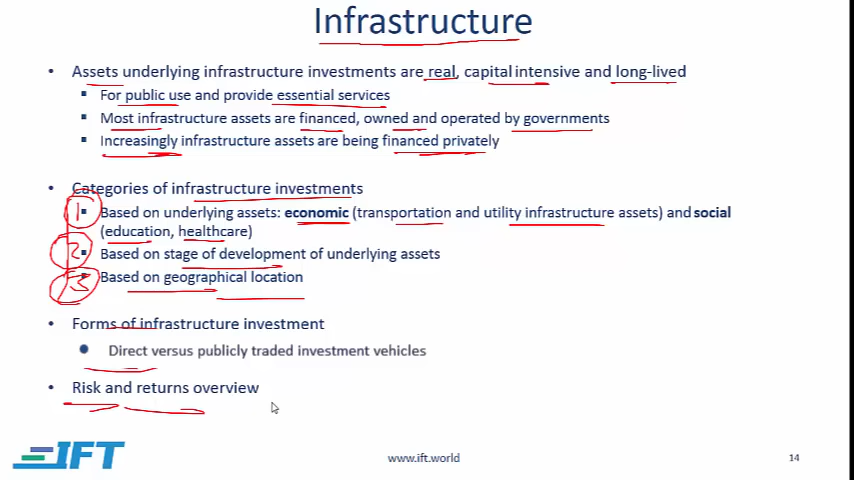 Infrastructure
• Assets underlying infrastructure investments are real, capital intensive and long-lived
▪ For public use and provide essential services
▪ Most infrastructure assets are financed, owned and operated by governments
▪ Increasingly infrastructure assets are being financed privately
• Categories of infrastructure investments
1 ▪ Based on underlying assets: economic (transportation and utility infrastructure assets) and social
(education, healthcare)
2 ▪ Based on stage of development of underlying assets
3 ▪ Based on geographical location
• Forms of infrastructure investment
● Direct versus publicly traded investment vehicles
• Risk and returns overview
IFT
www.ift.world
14